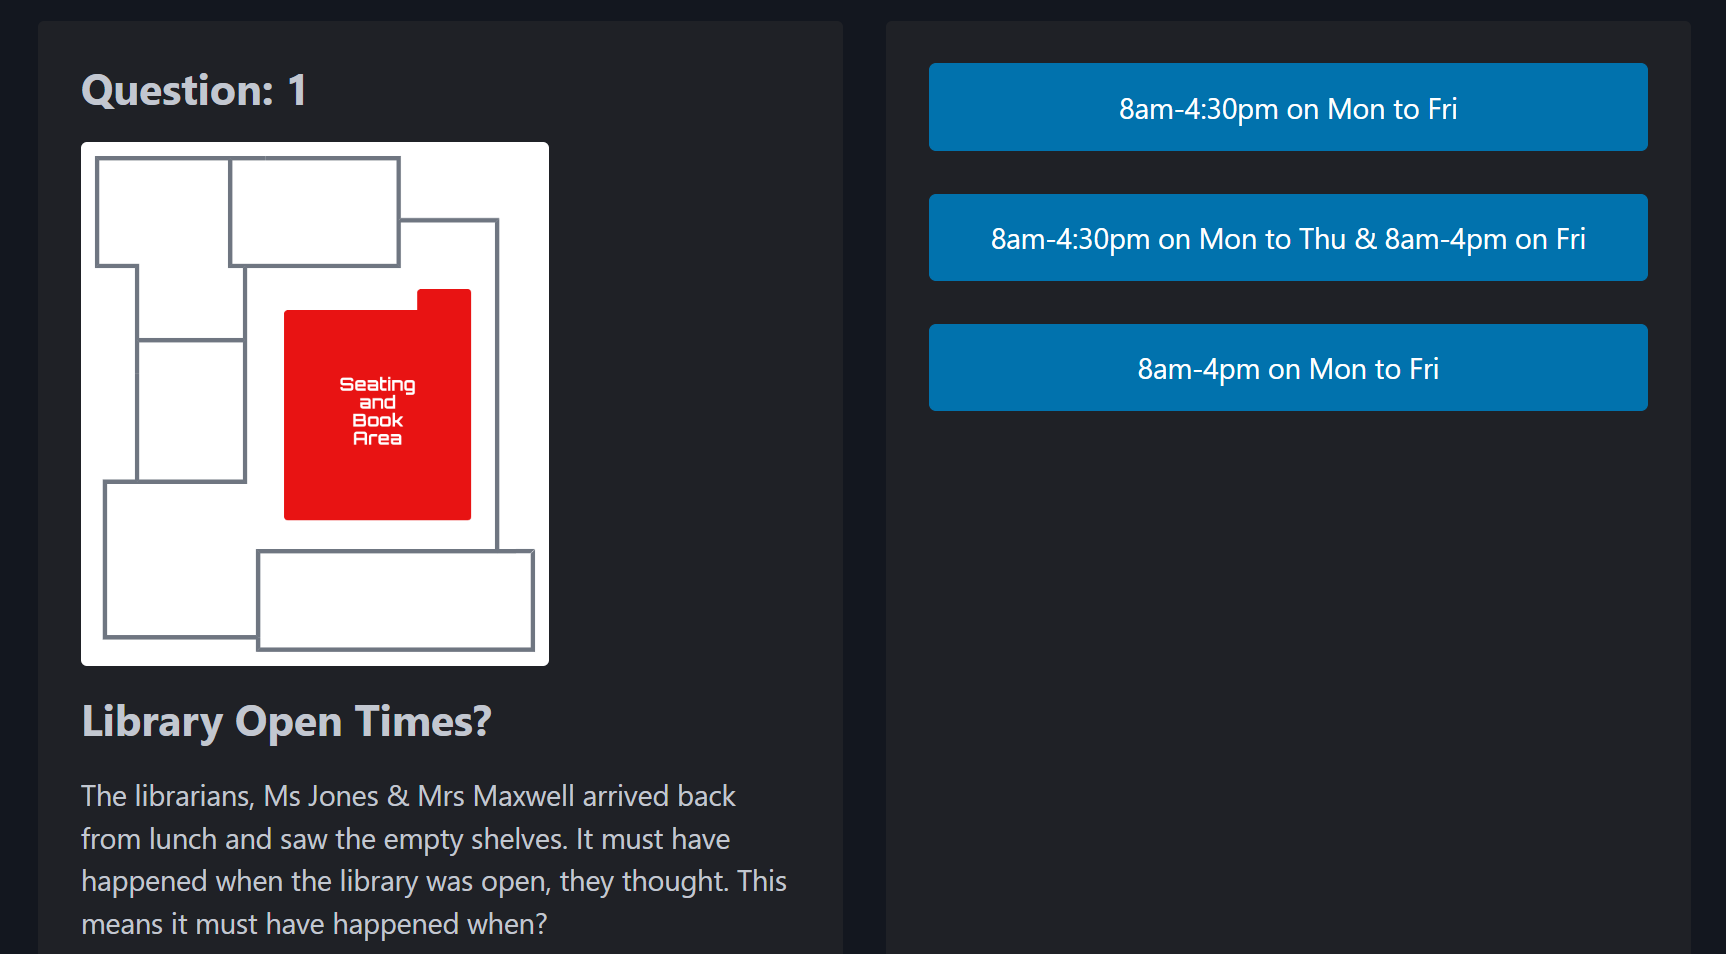 Question: 1
Seating
and
Book
Area
Library Open Times?
The librarians, Ms Jones & Mrs Maxwell arrived back
from lunch and saw the empty shelves. It must have
happened when the library was open, they thought. This
means it must have happened when?
8am-4:30pm on Mon to Fri
8am-4:30pm on Mon to Thu & 8am-4pm on Fri
8am-4pm on Mon to Fri